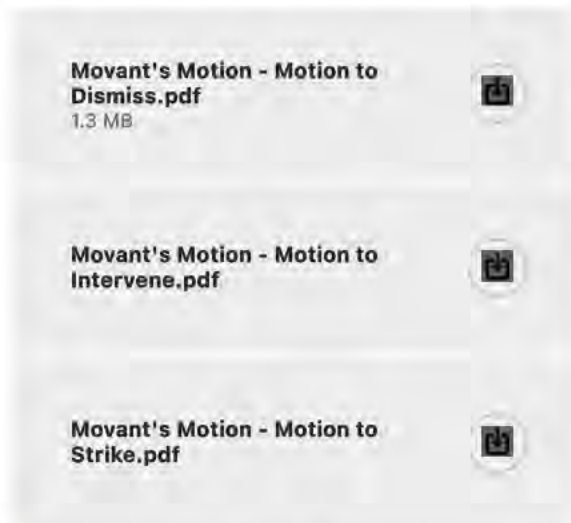 Movant's Motion - Motion to
Dismiss.pdf
1.3 MB
Movant's Motion - Motion to
Intervene.pdf
Movant's Motion - Motion to
Strike.pdf